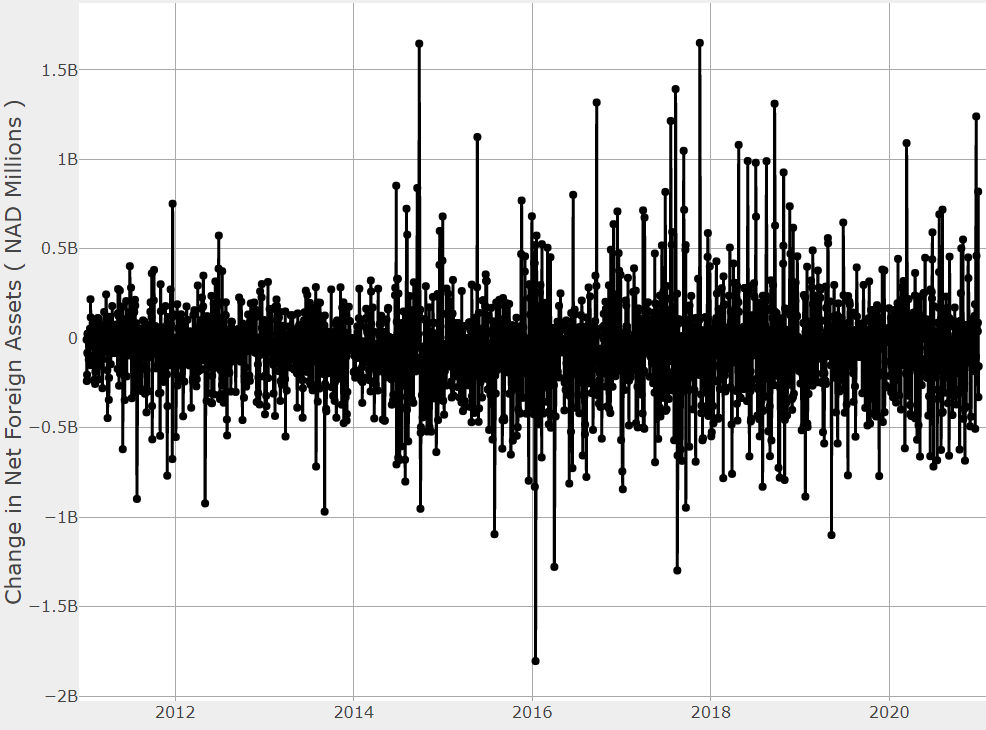 Change in Net Foreign Assets ( NAD Millions )
1.5B
1B
0.5B
0
−0.5B
−1B
−1.5B
−2B
2012
2014
2016
2018
2020